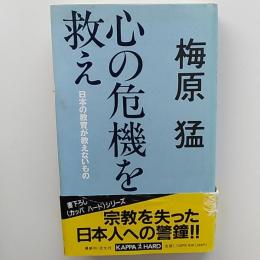 心の危機を
救え
日本の教育が教えないもの
梅原 猛
書下ろし
〈カッパ ハード〉シリーズ
宗教を失った
日本人への警鐘!!
KAPPA HARD